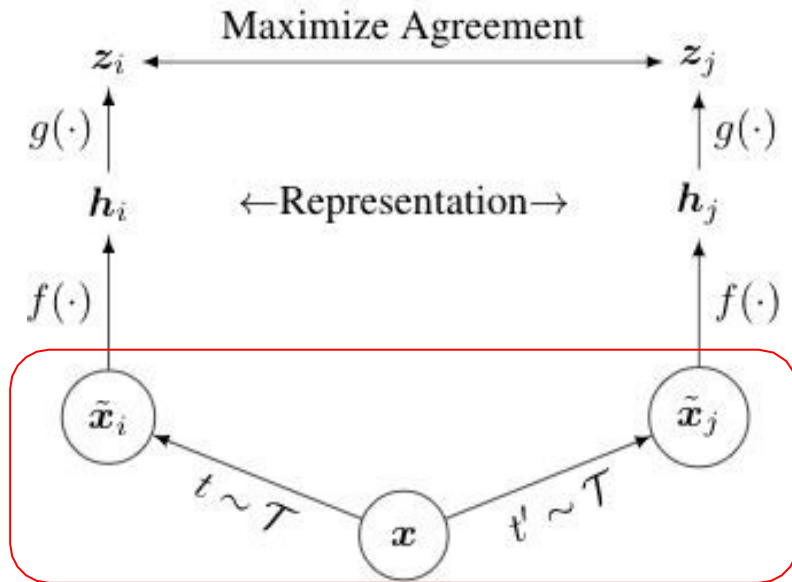 Maximize Agreement
z_i z_j
g(·) g(·)
h_i ←Representation→ h_j
f(·) f(·)
x̃_i x̃_j
t ∼ 𝒯 t' ∼ 𝒯
x